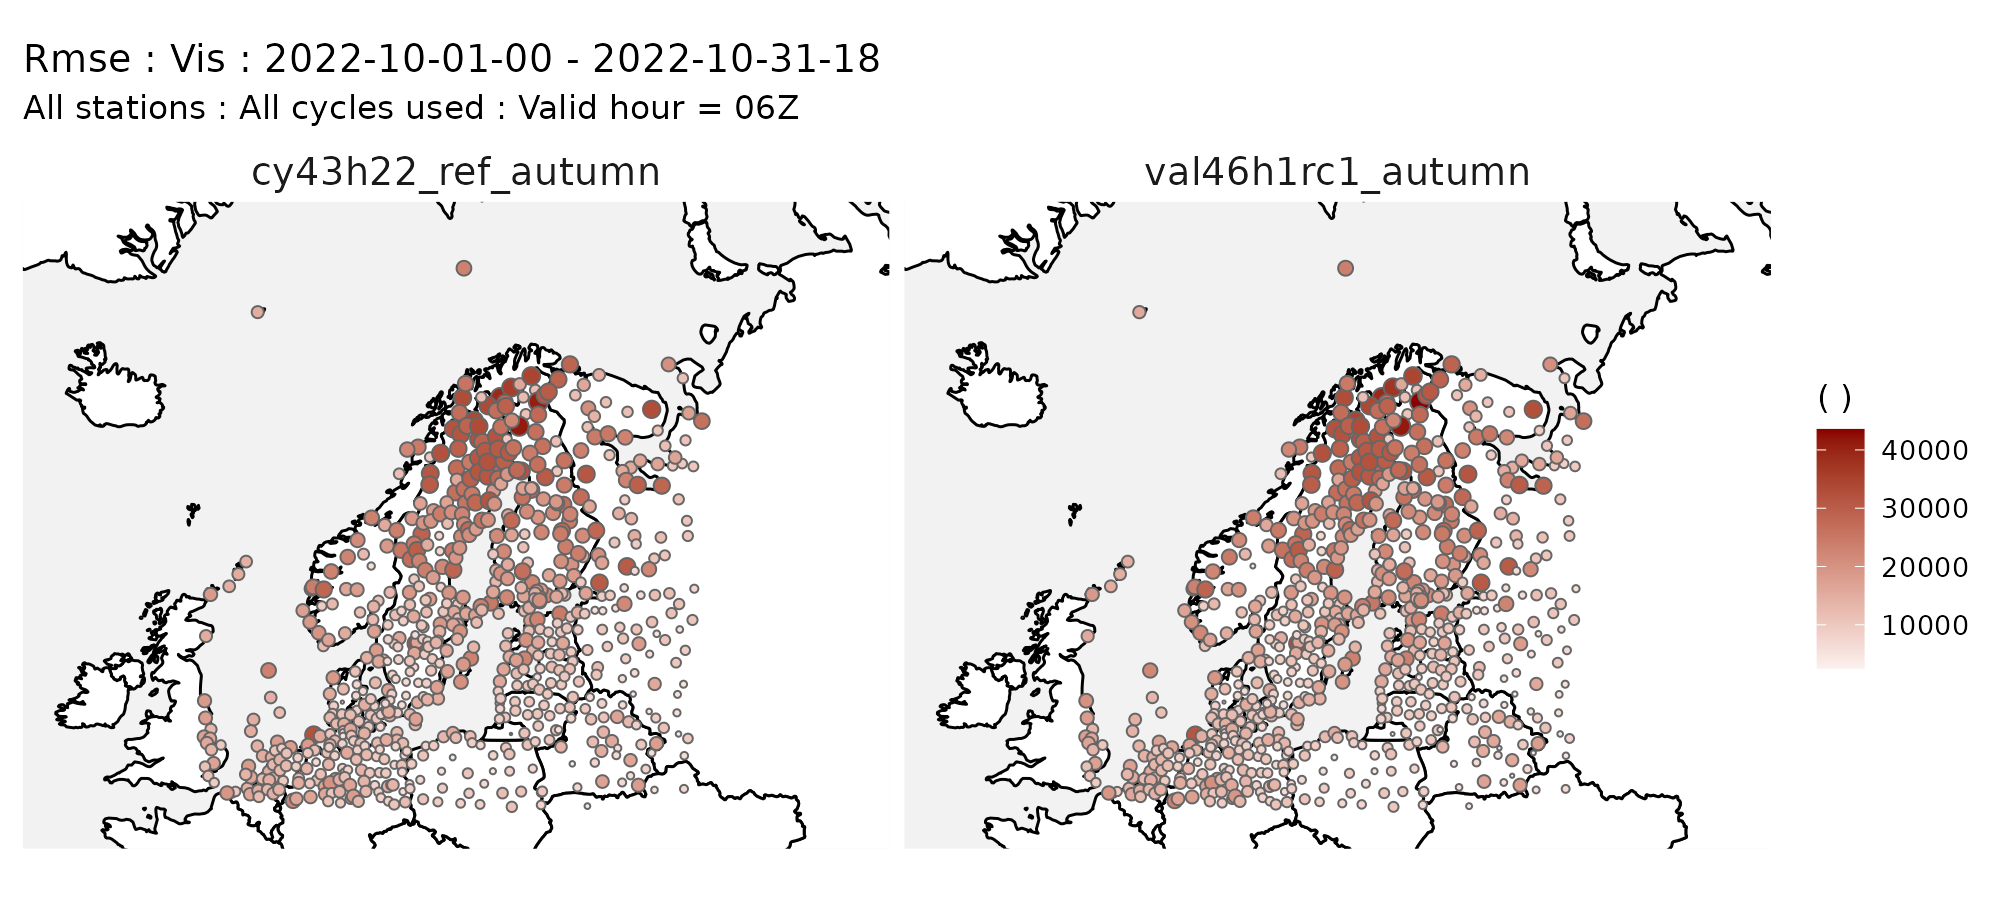 Rmse : Vis : 2022-10-01-00 - 2022-10-31-18
All stations : All cycles used : Valid hour = 06Z
cy43h22_ref_autumn
val46h1rc1_autumn
( )
40000
30000
20000
10000